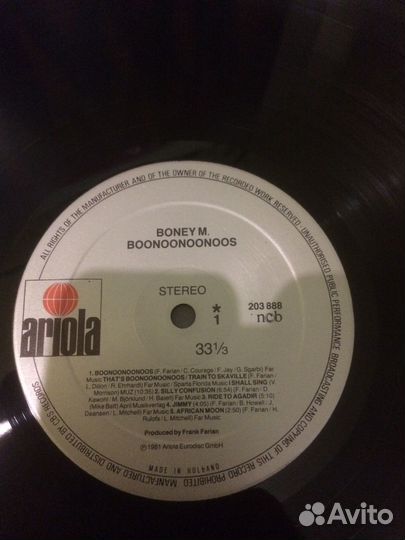 ALL RIGHTS OF THE MANUFACTURER AND OF THE OWNER OF THE RECORDED WORK RESERVED. UNAUTHORISED PUBLIC PERFORMANCE BROADCASTING AND COPYING OF THIS RECORD PROHIBITED. MANUFACTURED AND DISTRIBUTED BY CBS RECORDS
BONEY M.
BOONOONOONOOS
STEREO
*
1
203 888
ncb
ariola
33 1/3
1. BOONOONOONOOS (F. Farian / C. Courage / F. Jay / G. Sparbi) Far
Music THAT'S BOONOONOONOOS / TRAIN TO SKAVILLE (F. Farian /
L. Dillon / R. Ehrhardt) Far Music / Sparta Florida Music I SHALL SING (V.
Morrison) MUZ (10:35) 2. SILLY CONFUSION (6:54) (F. Farian / D.
Kawohl / M. Björklund / H. Baierl) Far Music 3. RIDE TO AGADIR (5:10)
(Mike Batt) April Musikverlag 4. JIMMY (4:05) (F. Farian / B. Howell / J.
Deansen / L. Mitchell) Far Music 5. AFRICAN MOON (2:50) (F. Farian / H.
Rulofs / L. Mitchell) Far Music
Produced by Frank Farian
℗ 1981 Ariola Eurodisc GmbH
MADE IN HOLLAND
Avito